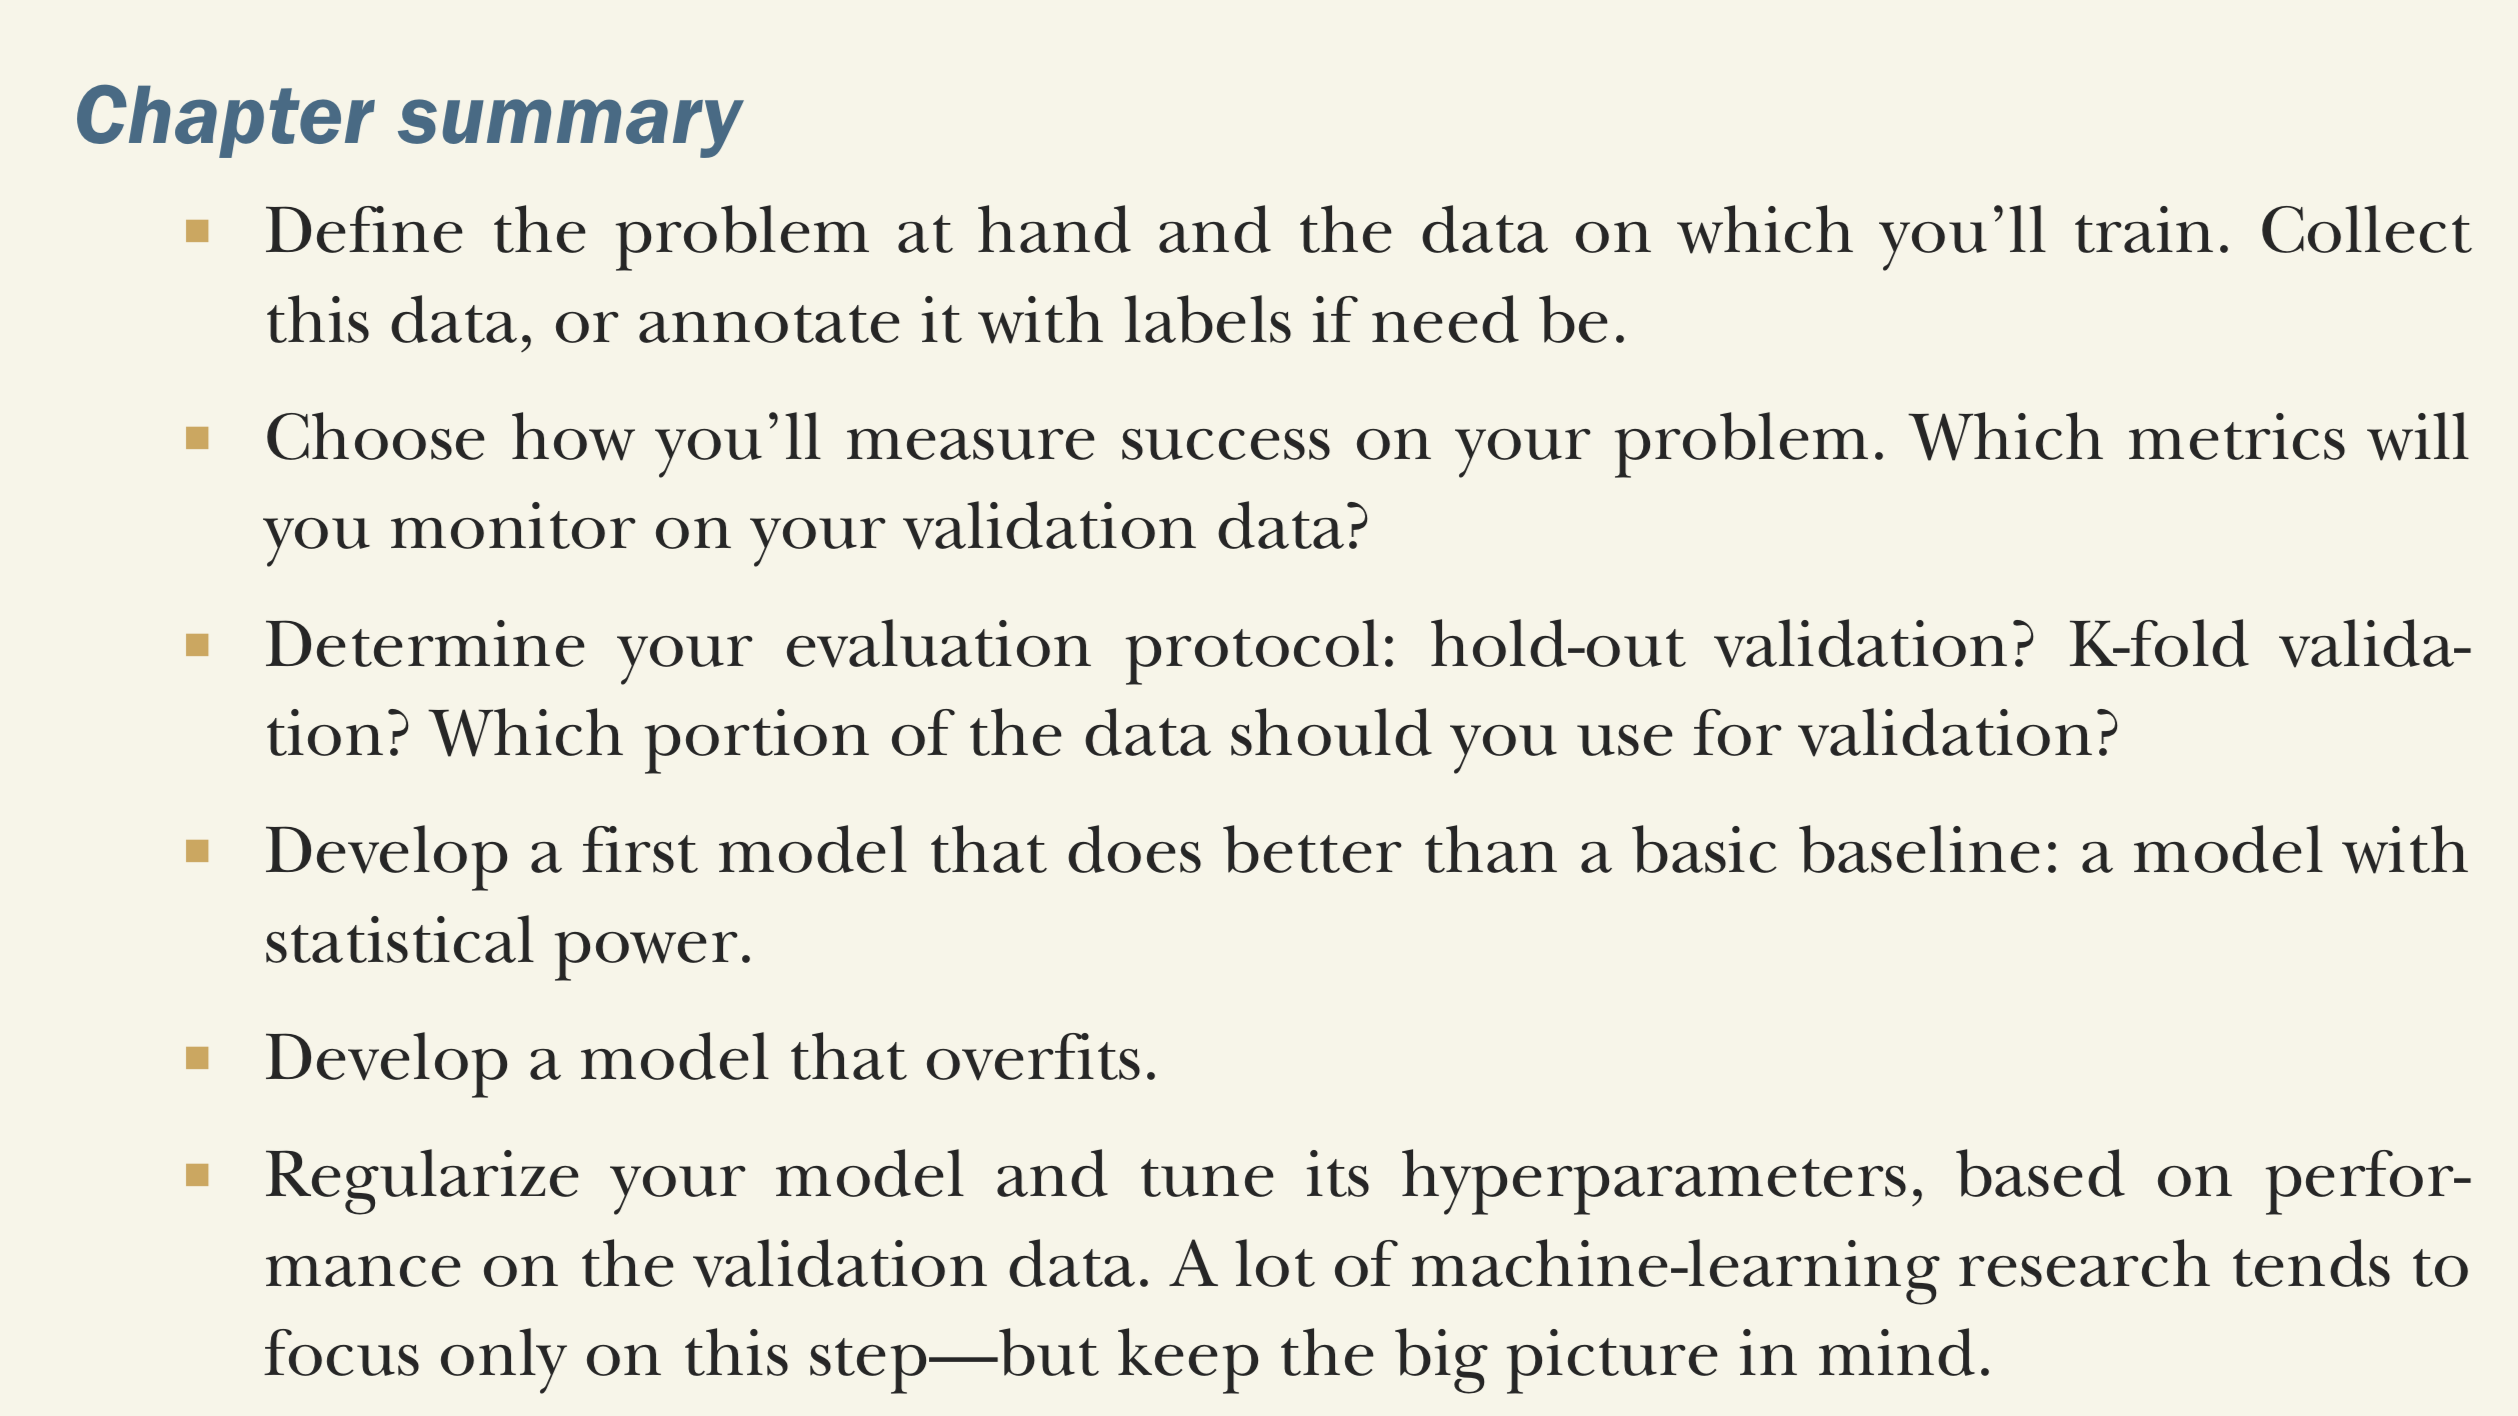 Chapter summary
■ Define the problem at hand and the data on which you’ll train. Collect
this data, or annotate it with labels if need be.
■ Choose how you’ll measure success on your problem. Which metrics will
you monitor on your validation data?
■ Determine your evaluation protocol: hold-out validation? K-fold valida-
tion? Which portion of the data should you use for validation?
■ Develop a first model that does better than a basic baseline: a model with
statistical power.
■ Develop a model that overfits.
■ Regularize your model and tune its hyperparameters, based on perfor-
mance on the validation data. A lot of machine-learning research tends to
focus only on this step—but keep the big picture in mind.